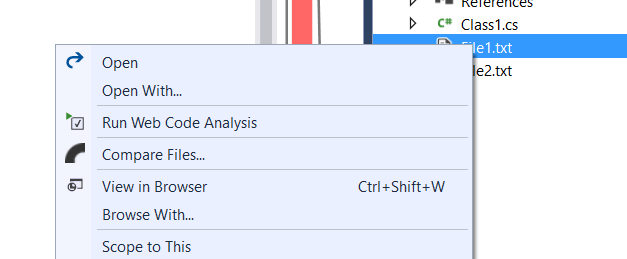 References
C# Class1.cs
File1.txt
File2.txt
Open
Open With...
Run Web Code Analysis
Compare Files...
View in Browser Ctrl+Shift+W
Browse With...
Scope to This